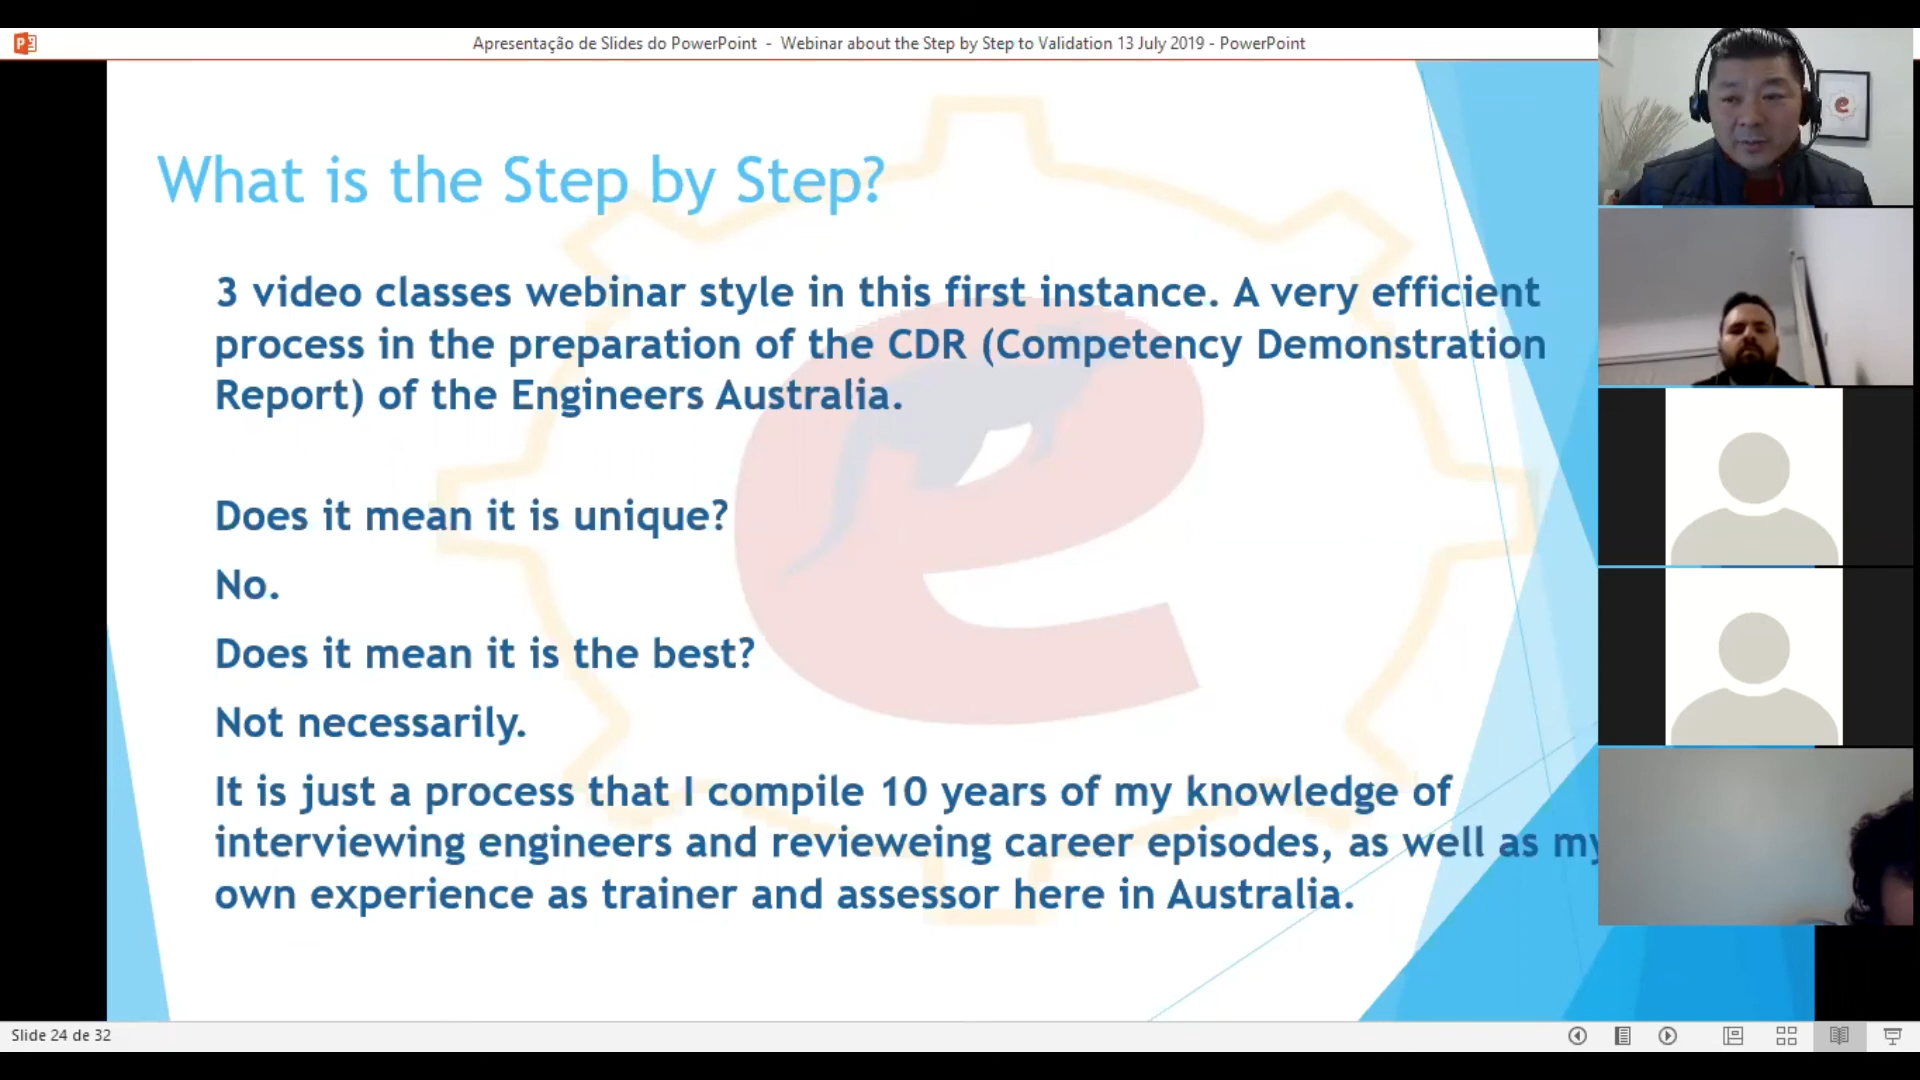 Apresentação de Slides do PowerPoint - Webinar about the Step by Step to Validation 13 July 2019 - PowerPoint
What is the Step by Step?
3 video classes webinar style in this first instance. A very efficient
process in the preparation of the CDR (Competency Demonstration
Report) of the Engineers Australia.
Does it mean it is unique?
No.
Does it mean it is the best?
Not necessarily.
It is just a process that I compile 10 years of my knowledge of
interviewing engineers and revieweing career episodes, as well as my
own experience as trainer and assessor here in Australia.
Slide 24 de 32